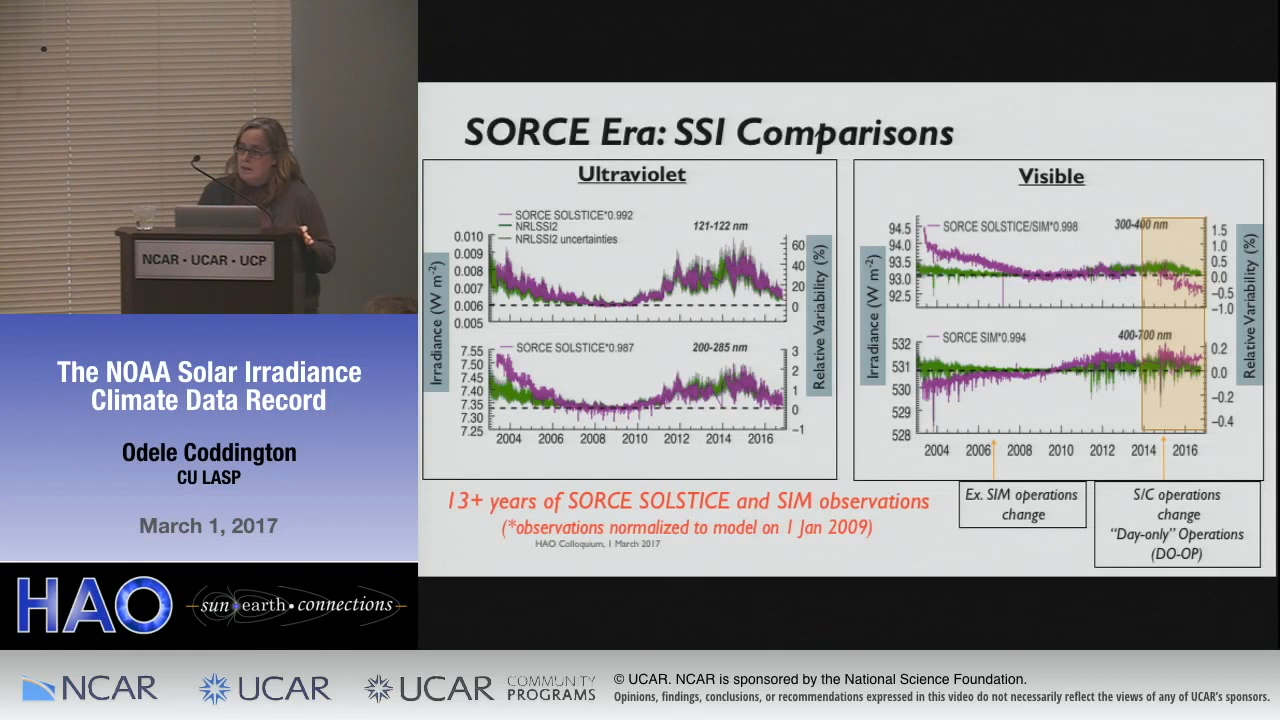 NCAR • UCAR • UCP
The NOAA Solar Irradiance
Climate Data Record
Odele Coddington
CU LASP
March 1, 2017
HAO
sun•earth•connections
SORCE Era: SSI Comparisons
Ultraviolet
SORCE SOLSTICE*0.992
NRLSSI2
NRLSSI2 uncertainties
121-122 nm
0.010
0.009
0.008
0.007
0.006
0.005
60
40
20
0
Irradiance (W m⁻²)
Relative Variability (%)
SORCE SOLSTICE*0.987
200-285 nm
7.55
7.50
7.45
7.40
7.35
7.30
7.25
3
2
1
0
−1
2004 2006 2008 2010 2012 2014 2016
Visible
SORCE SOLSTICE/SIM*0.998
300-400 nm
94.5
94.0
93.5
93.0
92.5
1.5
1.0
0.5
0.0
−0.5
−1.0
Irradiance (W m⁻²)
Relative Variability (%)
SORCE SIM*0.994
400-700 nm
532
531
530
529
528
0.2
0.0
−0.2
−0.4
2004 2006 2008 2010 2012 2014 2016
13+ years of SORCE SOLSTICE and SIM observations
(*observations normalized to model on 1 Jan 2009)
HAO Colloquium, 1 March 2017
Ex. SIM operations
change
S/C operations
change
“Day-only” Operations
(DO-OP)
NCAR
UCAR
UCAR
COMMUNITY
PROGRAMS
© UCAR. NCAR is sponsored by the National Science Foundation.
Opinions, findings, conclusions, or recommendations expressed in this video do not necessarily reflect the views of any of UCAR's sponsors.